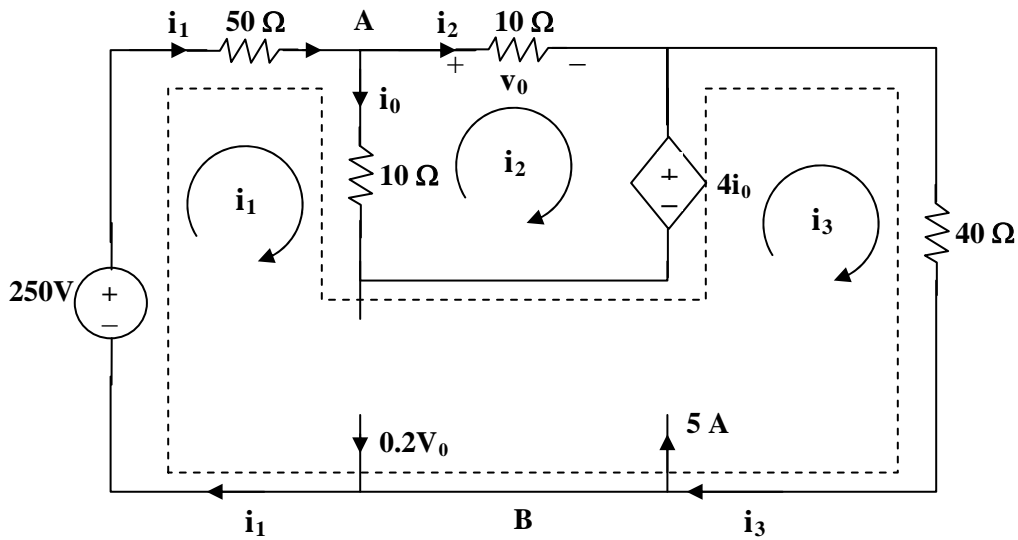 i₁ 50 Ω A i₂ 10 Ω
+ v₀ −
i₀
10 Ω
i₁
i₂
+ − 4i₀
i₃
40 Ω
250V + −
0.2V₀
5 A
i₁ B i₃